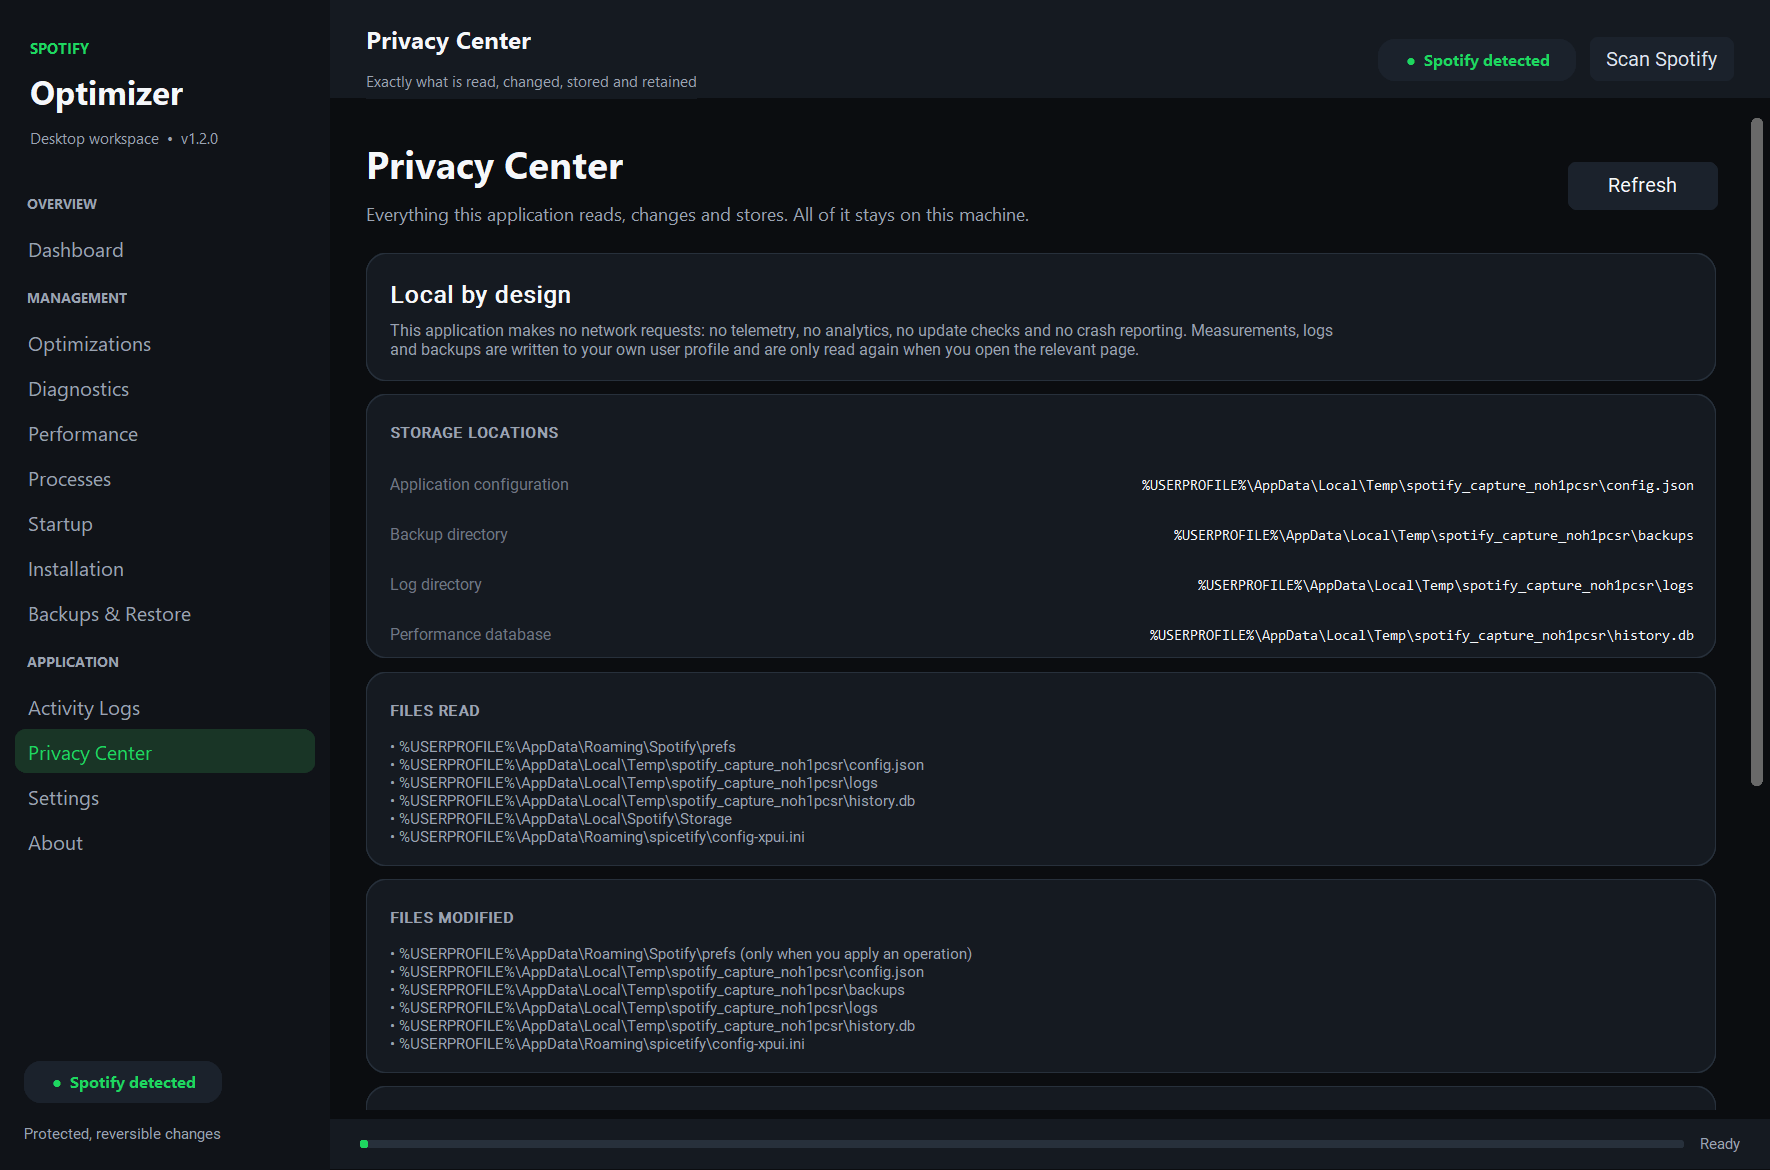 SPOTIFY
Optimizer
Desktop workspace • v1.2.0
OVERVIEW
Dashboard
MANAGEMENT
Optimizations
Diagnostics
Performance
Processes
Startup
Installation
Backups & Restore
APPLICATION
Activity Logs
Privacy Center
Settings
About
● Spotify detected
Protected, reversible changes
Privacy Center
Exactly what is read, changed, stored and retained
● Spotify detected
Scan Spotify
Privacy Center
Everything this application reads, changes and stores. All of it stays on this machine.
Refresh
Local by design
This application makes no network requests: no telemetry, no analytics, no update checks and no crash reporting. Measurements, logs
and backups are written to your own user profile and are only read again when you open the relevant page.
STORAGE LOCATIONS
Application configuration %USERPROFILE%\AppData\Local\Temp\spotify_capture_noh1pcsr\config.json
Backup directory %USERPROFILE%\AppData\Local\Temp\spotify_capture_noh1pcsr\backups
Log directory %USERPROFILE%\AppData\Local\Temp\spotify_capture_noh1pcsr\logs
Performance database %USERPROFILE%\AppData\Local\Temp\spotify_capture_noh1pcsr\history.db
FILES READ
• %USERPROFILE%\AppData\Roaming\Spotify\prefs
• %USERPROFILE%\AppData\Local\Temp\spotify_capture_noh1pcsr\config.json
• %USERPROFILE%\AppData\Local\Temp\spotify_capture_noh1pcsr\logs
• %USERPROFILE%\AppData\Local\Temp\spotify_capture_noh1pcsr\history.db
• %USERPROFILE%\AppData\Local\Spotify\Storage
• %USERPROFILE%\AppData\Roaming\spicetify\config-xpui.ini
FILES MODIFIED
• %USERPROFILE%\AppData\Roaming\Spotify\prefs (only when you apply an operation)
• %USERPROFILE%\AppData\Local\Temp\spotify_capture_noh1pcsr\config.json
• %USERPROFILE%\AppData\Local\Temp\spotify_capture_noh1pcsr\backups
• %USERPROFILE%\AppData\Local\Temp\spotify_capture_noh1pcsr\logs
• %USERPROFILE%\AppData\Local\Temp\spotify_capture_noh1pcsr\history.db
• %USERPROFILE%\AppData\Roaming\spicetify\config-xpui.ini
Ready